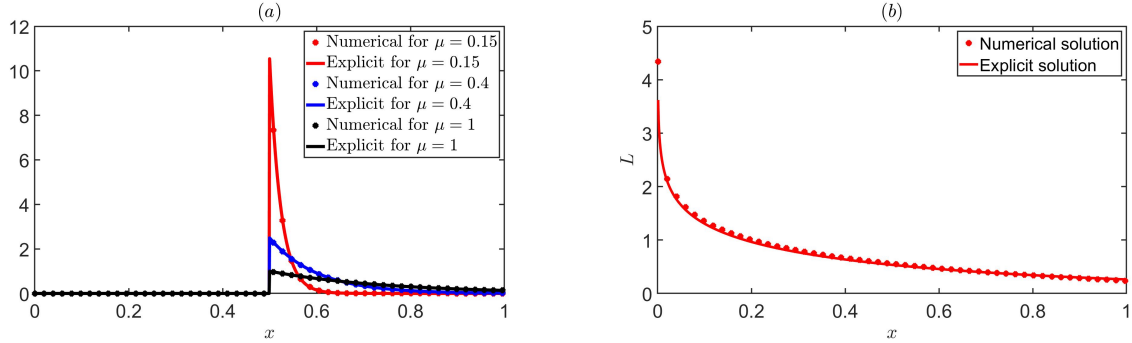 (a)
12
10
8
6
4
2
0
0
0.2
0.4
0.6
0.8
1
x
Numerical for μ = 0.15
Explicit for μ = 0.15
Numerical for μ = 0.4
Explicit for μ = 0.4
Numerical for μ = 1
Explicit for μ = 1
(b)
5
4
3
2
1
0
L
0
0.2
0.4
0.6
0.8
1
x
Numerical solution
Explicit solution